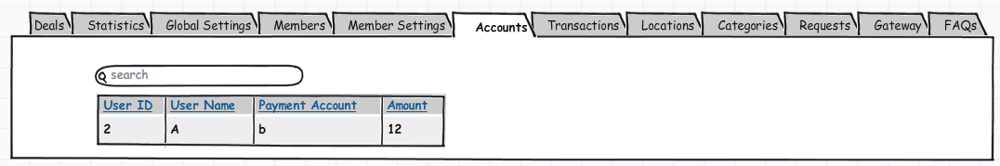 Deals Statistics Global Settings Members Member Settings Accounts Transactions Locations Categories Requests Gateway FAQs
search
User ID User Name Payment Account Amount
2 A b 12